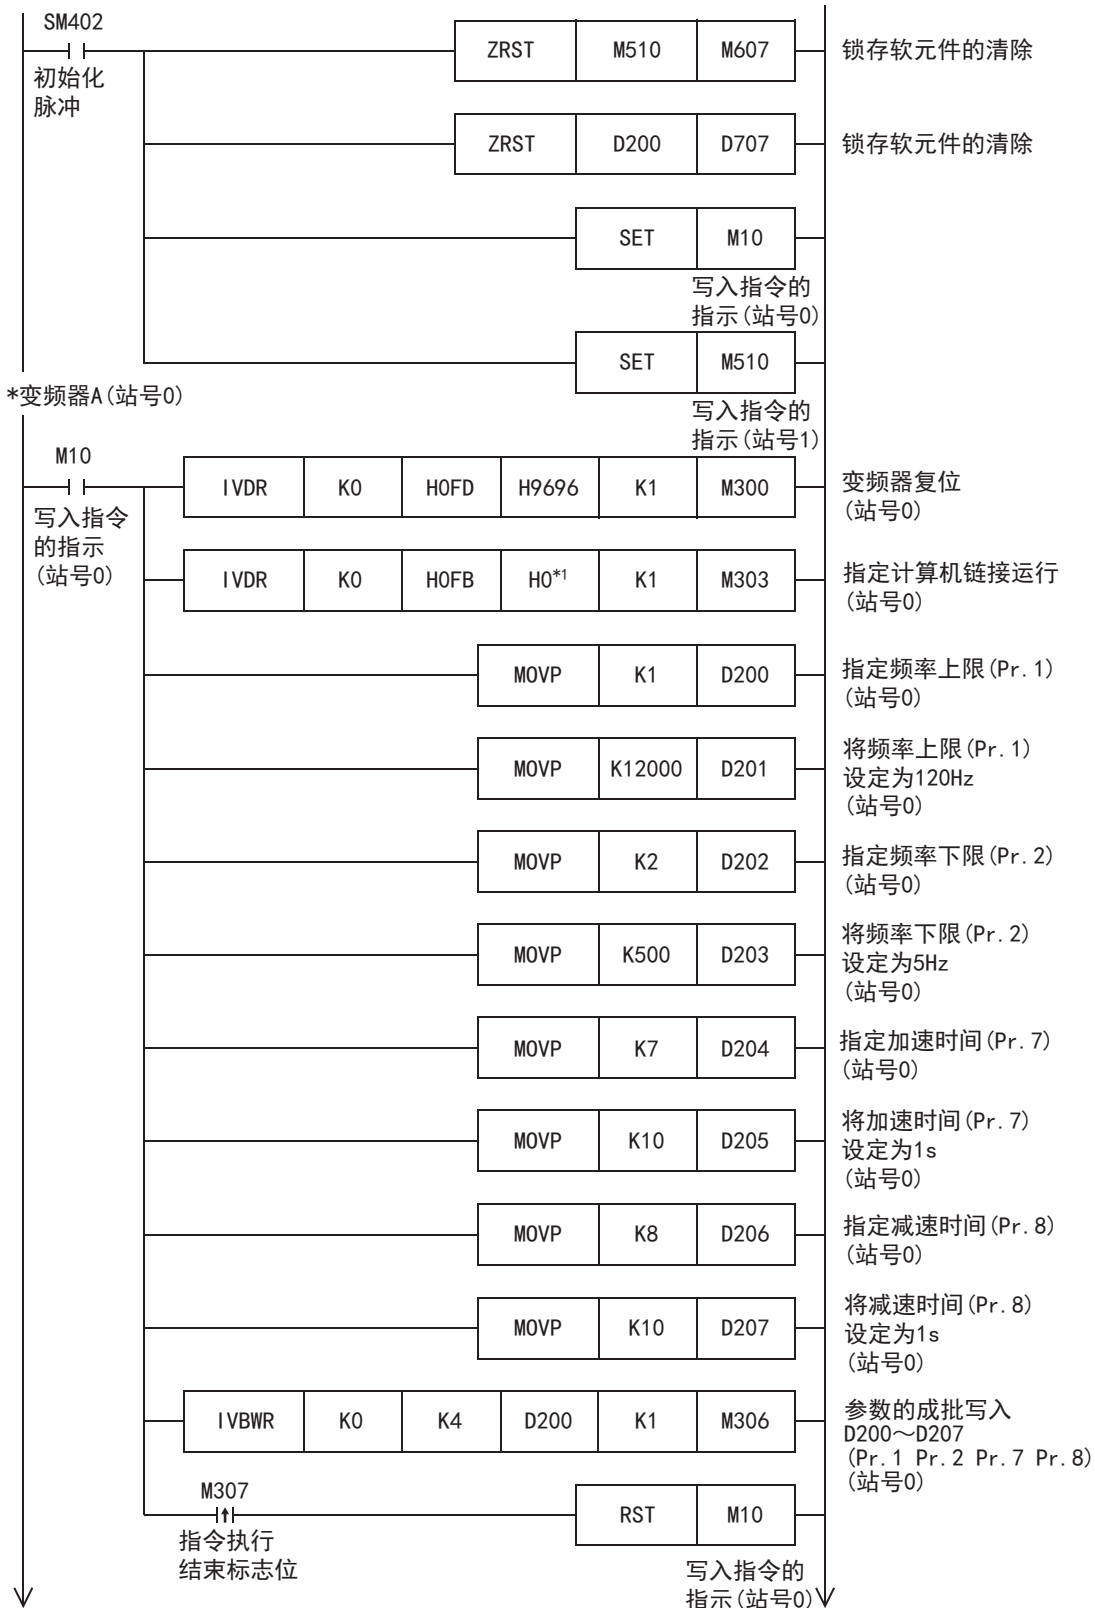 SM402
初始化
脉冲
ZRST M510 M607 锁存软元件的清除
ZRST D200 D707 锁存软元件的清除
SET M10
写入指令的
指示(站号0)
SET M510
写入指令的
指示(站号1)
*变频器A(站号0)
M10
写入指令
的指示
(站号0)
IVDR K0 H0FD H9696 K1 M300 变频器复位
(站号0)
IVDR K0 H0FB H0*1 K1 M303 指定计算机链接运行
(站号0)
MOVP K1 D200 指定频率上限(Pr.1)
(站号0)
MOVP K12000 D201 将频率上限(Pr.1)
设定为120Hz
(站号0)
MOVP K2 D202 指定频率下限(Pr.2)
(站号0)
MOVP K500 D203 将频率下限(Pr.2)
设定为5Hz
(站号0)
MOVP K7 D204 指定加速时间(Pr.7)
(站号0)
MOVP K10 D205 将加速时间(Pr.7)
设定为1s
(站号0)
MOVP K8 D206 指定减速时间(Pr.8)
(站号0)
MOVP K10 D207 将减速时间(Pr.8)
设定为1s
(站号0)
IVBWR K0 K4 D200 K1 M306 参数的成批写入
D200～D207
(Pr.1 Pr.2 Pr.7 Pr.8)
(站号0)
M307
指令执行
结束标志位
RST M10
写入指令的
指示(站号0)